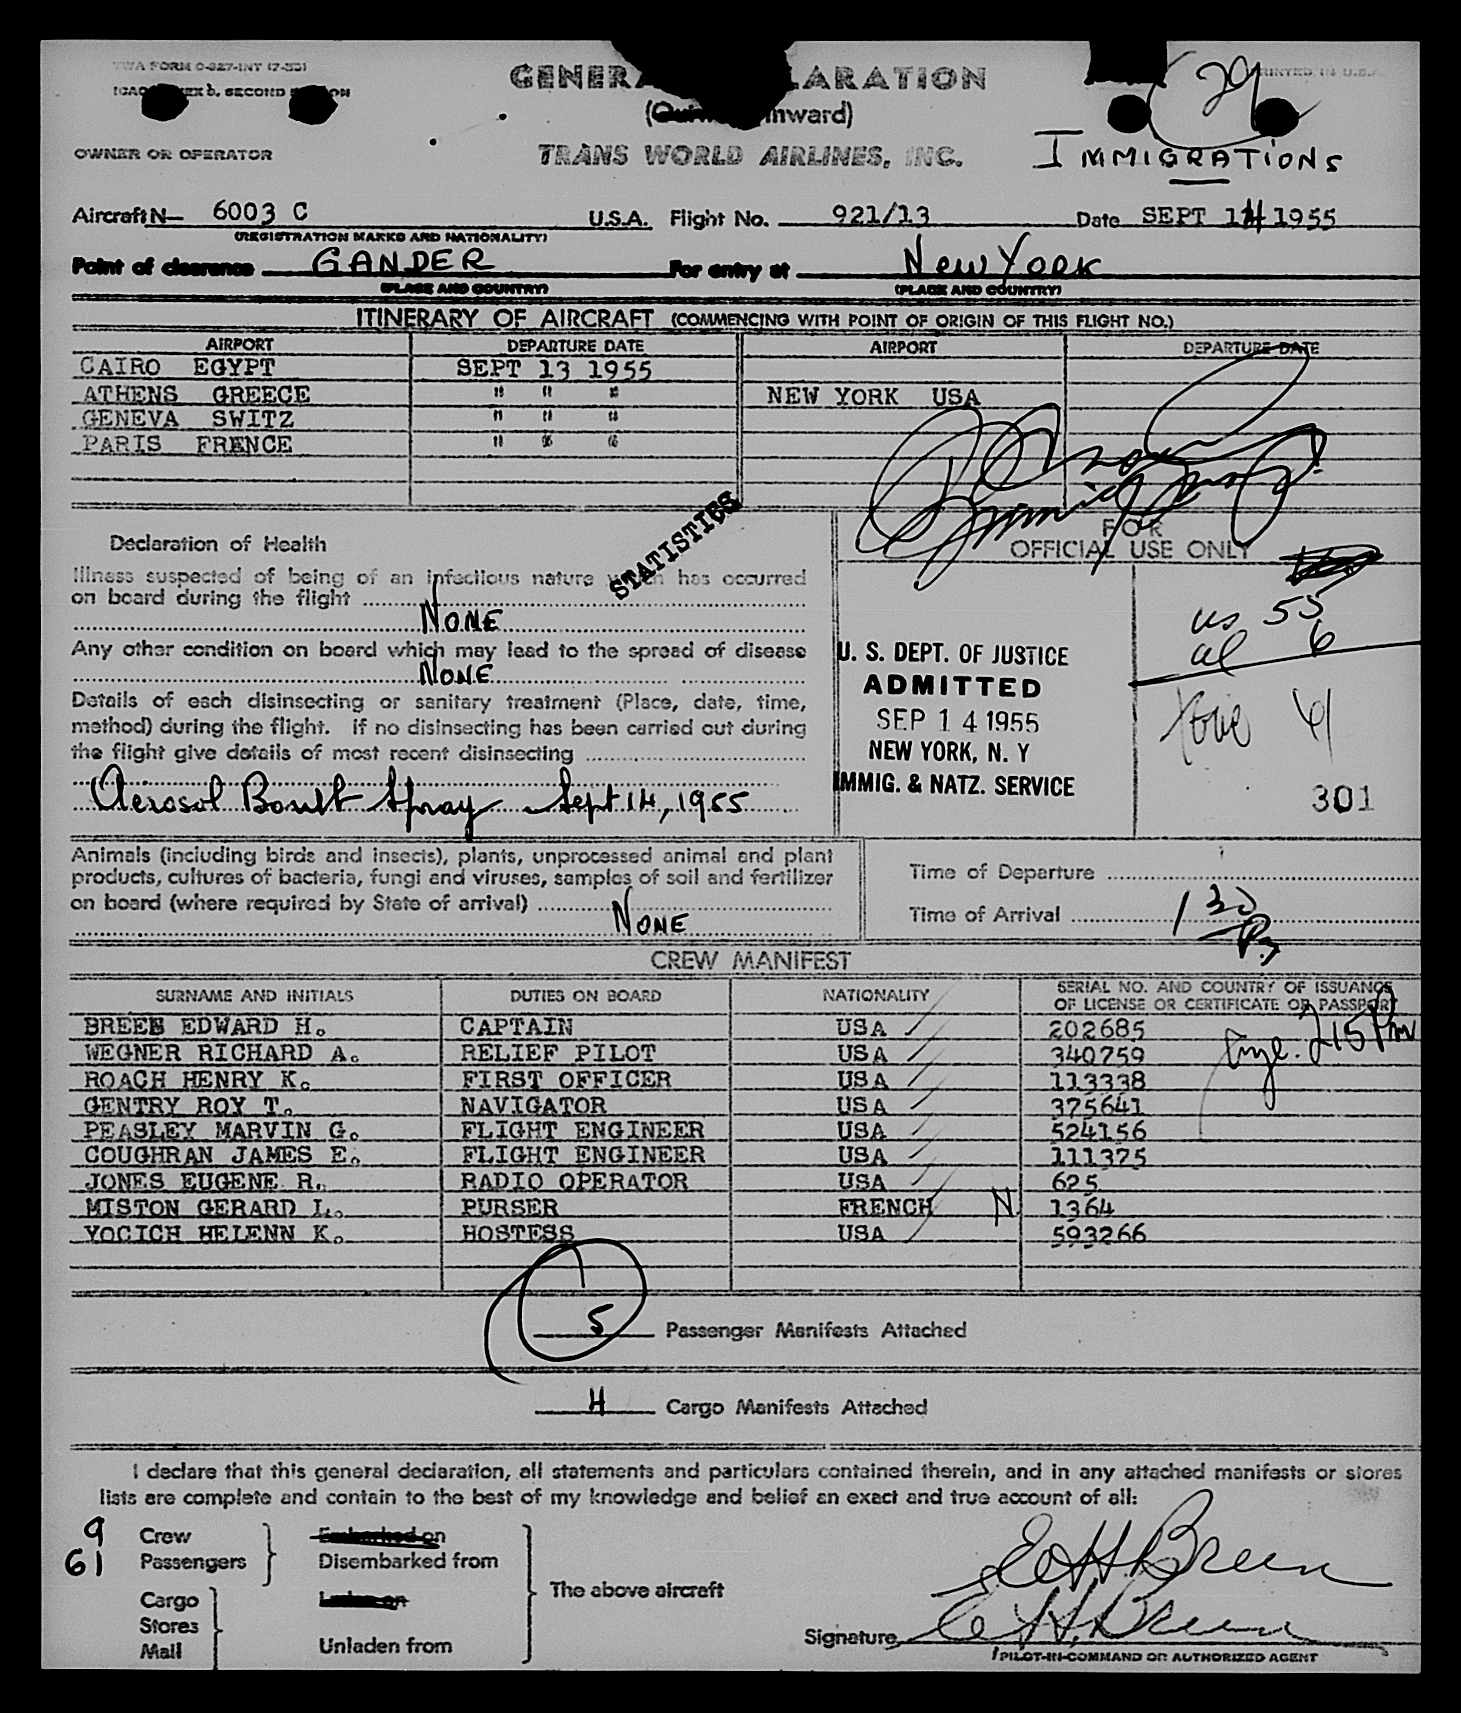 TWA FORM O-827-INT (7-55)
SECOND
PRINTED IN U.S.A.
29
(Inward)
IMMIGRATIONS
OWNER OR OPERATOR
TRANS WORLD AIRLINES, INC.
Aircraft N— 6003 C U.S.A. Flight No. 921/13 Date SEPT 14 1955
(REGISTRATION MARKS AND NATIONALITY)
Point of clearance GANDER For entry at New York
(PLACE AND COUNTRY) (PLACE AND COUNTRY)
ITINERARY OF AIRCRAFT (COMMENCING WITH POINT OF ORIGIN OF THIS FLIGHT NO.)
AIRPORT DEPARTURE DATE AIRPORT DEPARTURE DATE
CAIRO EGYPT SEPT 13 1955
ATHENS GREECE " " " NEW YORK USA
GENEVA SWITZ " " "
PARIS FRENCE " " "
STATISTICS
Declaration of Health
Illness suspected of being of an infectious nature which has occurred
on board during the flight
NONE
Any other condition on board which may lead to the spread of disease
NONE
Details of each disinsecting or sanitary treatment (Place, date, time,
method) during the flight. If no disinsecting has been carried out during
the flight give details of most recent disinsecting
Aerosol Bomb Spray Sept 14, 1955
FOR
OFFICIAL USE ONLY
U. S. DEPT. OF JUSTICE
ADMITTED
SEP 14 1955
NEW YORK, N. Y
IMMIG. & NATZ. SERVICE
us 55
al 6
61
301
Animals (including birds and insects), plants, unprocessed animal and plant
products, cultures of bacteria, fungi and viruses, samples of soil and fertilizer
on board (where required by State of arrival)
NONE
Time of Departure
Time of Arrival 1 30
CREW MANIFEST
SURNAME AND INITIALS DUTIES ON BOARD NATIONALITY SERIAL NO. AND COUNTRY OF ISSUANCE
OF LICENSE OR CERTIFICATE OR PASSPORT
BREEN EDWARD H. CAPTAIN USA 202685
215 Pm
WEGNER RICHARD A. RELIEF PILOT USA 340759
ROACH HENRY K. FIRST OFFICER USA 113338
GENTRY ROY T. NAVIGATOR USA 375641
PEASLEY MARVIN G. FLIGHT ENGINEER USA 524156
COUGHRAN JAMES E. FLIGHT ENGINEER USA 111375
JONES EUGENE R. RADIO OPERATOR USA 625
MISTON GERARD L. PURSER FRENCH N 1364
YOCICH HELENN K. HOSTESS USA 593266
5 Passenger Manifests Attached
4 Cargo Manifests Attached
I declare that this general declaration, all statements and particulars contained therein, and in any attached manifests or stores
lists are complete and contain to the best of my knowledge and belief an exact and true account of all:
9 Crew Embarked on
61 Passengers Disembarked from
Cargo Laden on
Stores
Mail Unladen from
The above aircraft
E H Breen
Signature E. H. Breen
PILOT-IN-COMMAND OR AUTHORIZED AGENT